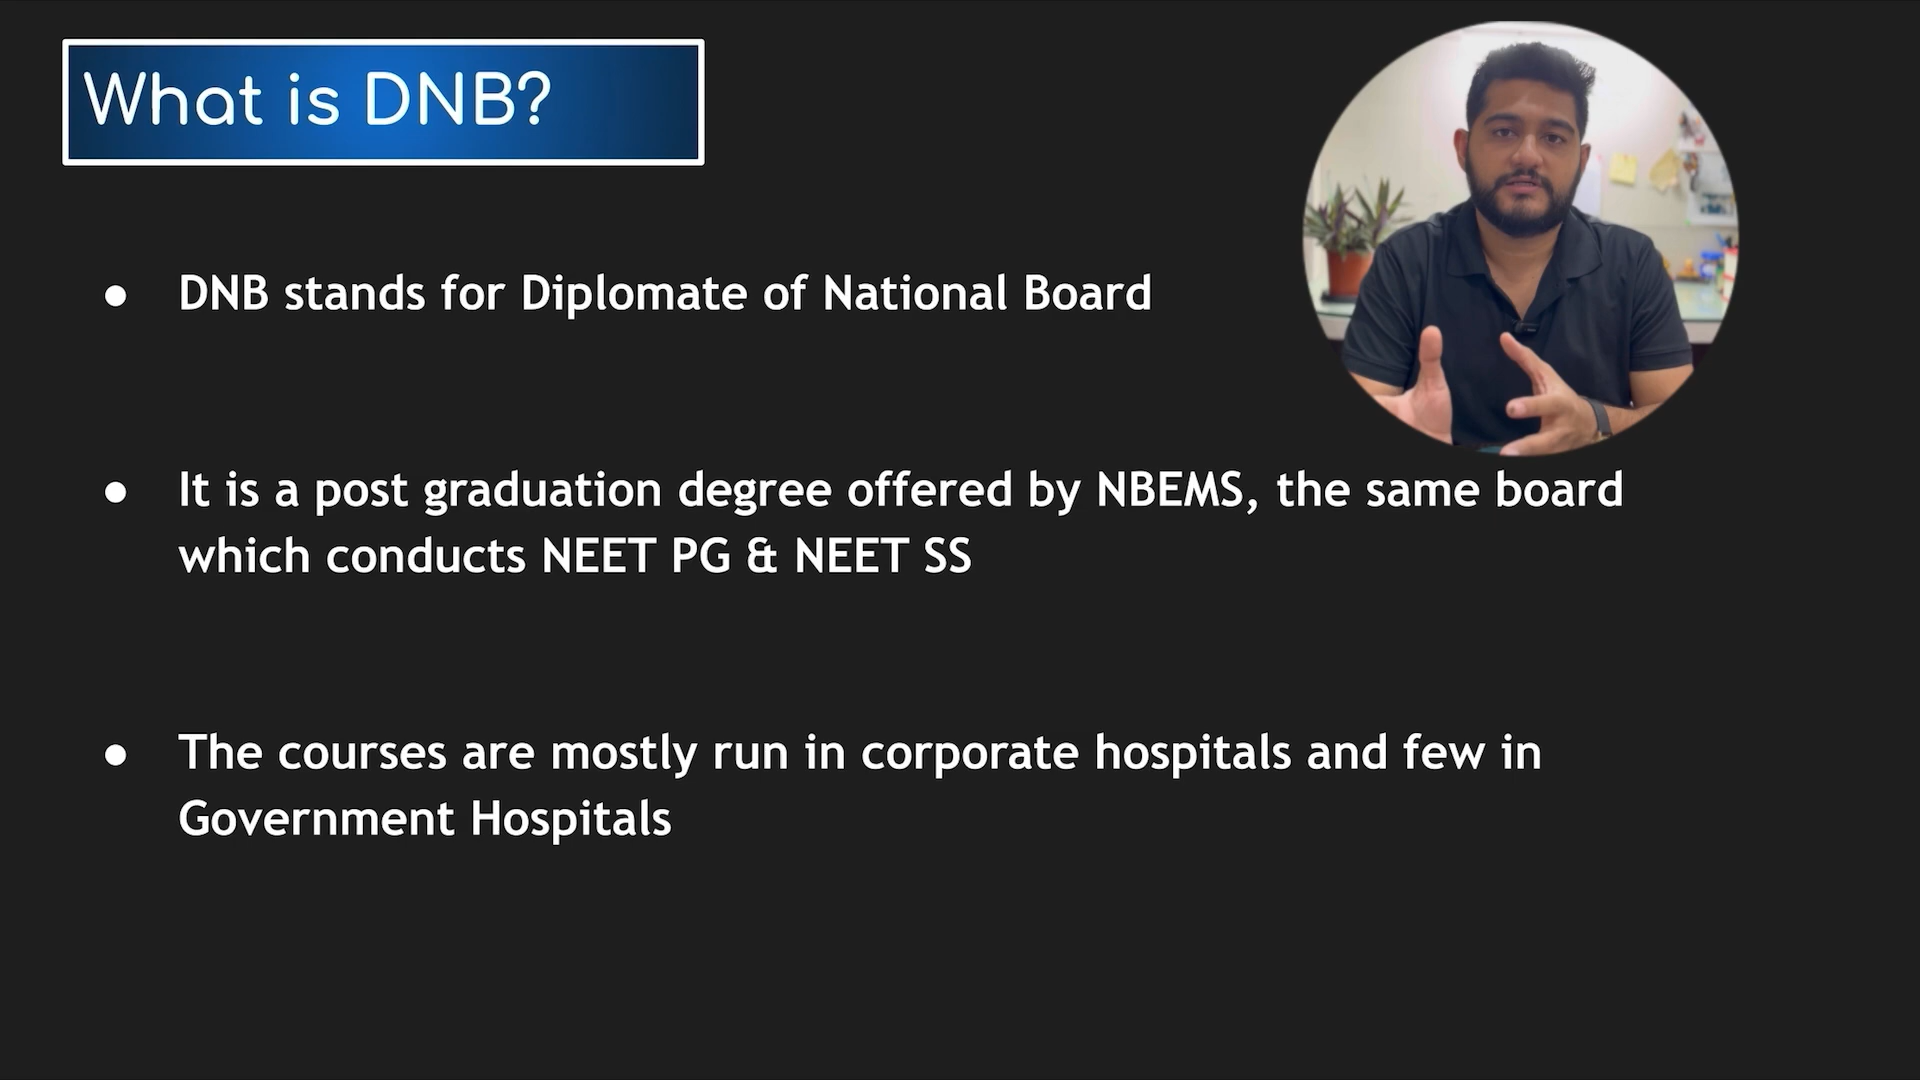 What is DNB?
● DNB stands for Diplomate of National Board
● It is a post graduation degree offered by NBEMS, the same board
which conducts NEET PG & NEET SS
● The courses are mostly run in corporate hospitals and few in
Government Hospitals